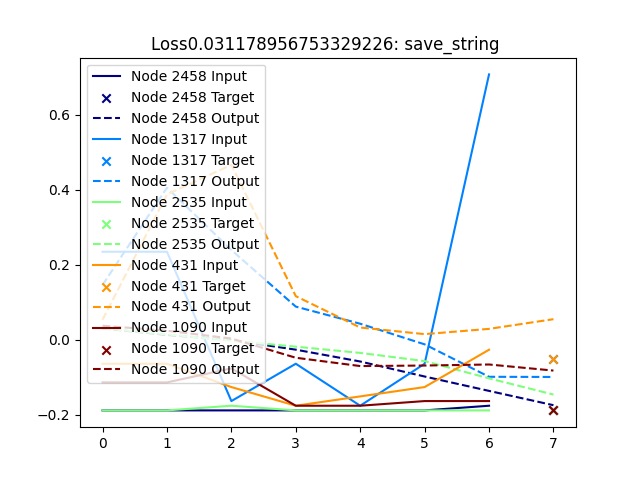 Loss0.031178956753329226: save_string
Node 2458 Input
Node 2458 Target
Node 2458 Output
Node 1317 Input
Node 1317 Target
Node 1317 Output
Node 2535 Input
Node 2535 Target
Node 2535 Output
Node 431 Input
Node 431 Target
Node 431 Output
Node 1090 Input
Node 1090 Target
Node 1090 Output
0.6
0.4
0.2
0.0
−0.2
0 1 2 3 4 5 6 7